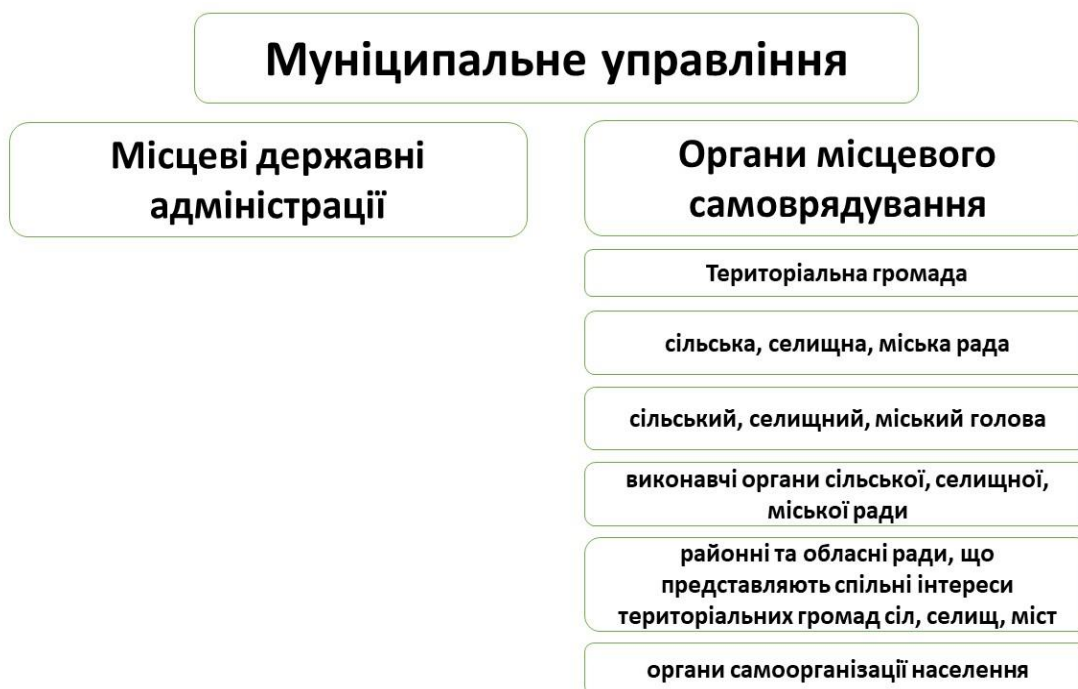 Муніципальне управління
Місцеві державні
адміністрації
Органи місцевого
самоврядування
Територіальна громада
сільська, селищна, міська рада
сільський, селищний, міський голова
виконавчі органи сільської, селищної,
міської ради
районні та обласні ради, що
представляють спільні інтереси
територіальних громад сіл, селищ, міст
органи самоорганізації населення